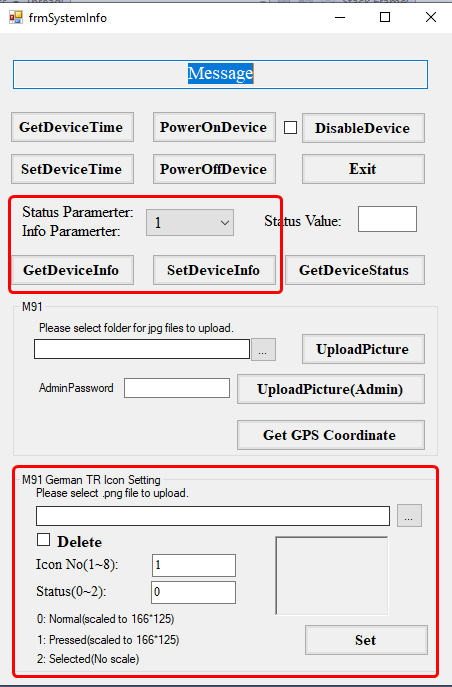 frmSystemInfo
Message
GetDeviceTime PowerOnDevice DisableDevice
SetDeviceTime PowerOffDevice Exit
Status Paramerter:
Info Paramerter:
1
Status Value:
GetDeviceInfo SetDeviceInfo GetDeviceStatus
M91
Please select folder for jpg files to upload.
... UploadPicture
AdminPassword UploadPicture(Admin)
Get GPS Coordinate
M91 German TR Icon Setting
Please select .png file to upload.
...
Delete
Icon No(1~8): 1
Status(0~2): 0
0: Normal(scaled to 166*125)
1: Pressed(scaled to 166*125)
Set
2: Selected(No scale)